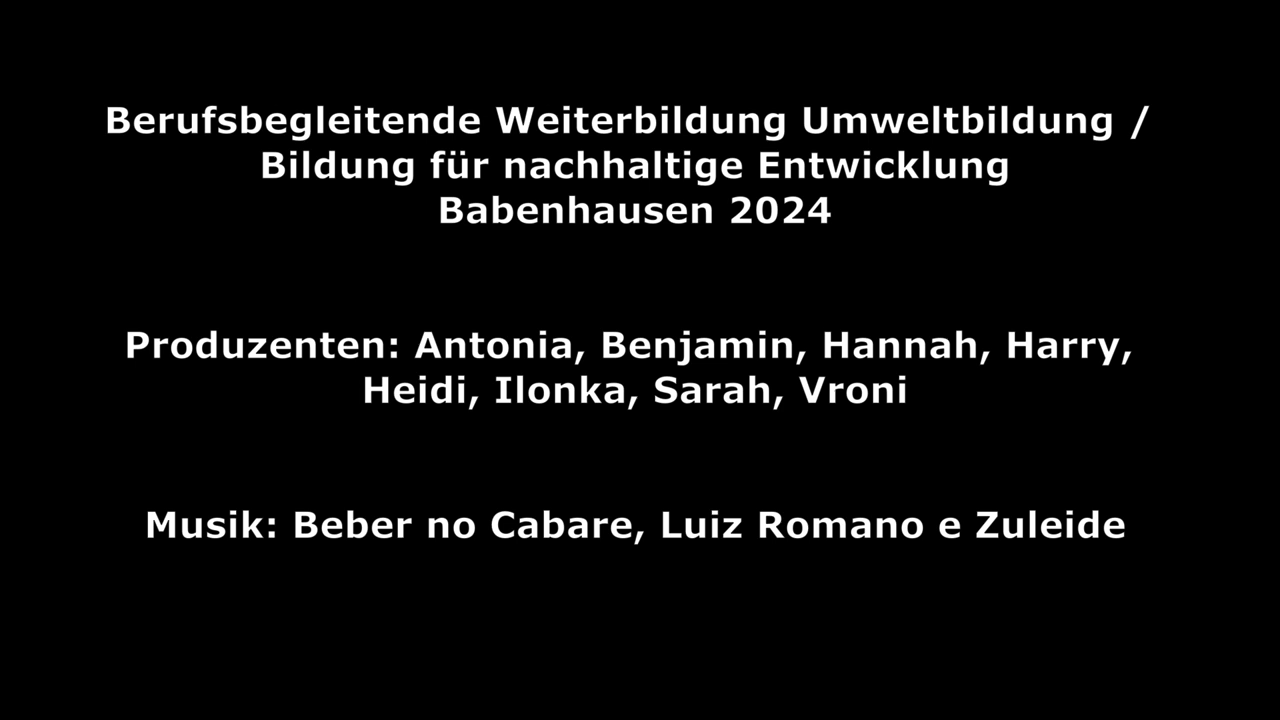 Berufsbegleitende Weiterbildung Umweltbildung /
Bildung für nachhaltige Entwicklung
Babenhausen 2024
Produzenten: Antonia, Benjamin, Hannah, Harry,
Heidi, Ilonka, Sarah, Vroni
Musik: Beber no Cabare, Luiz Romano e Zuleide